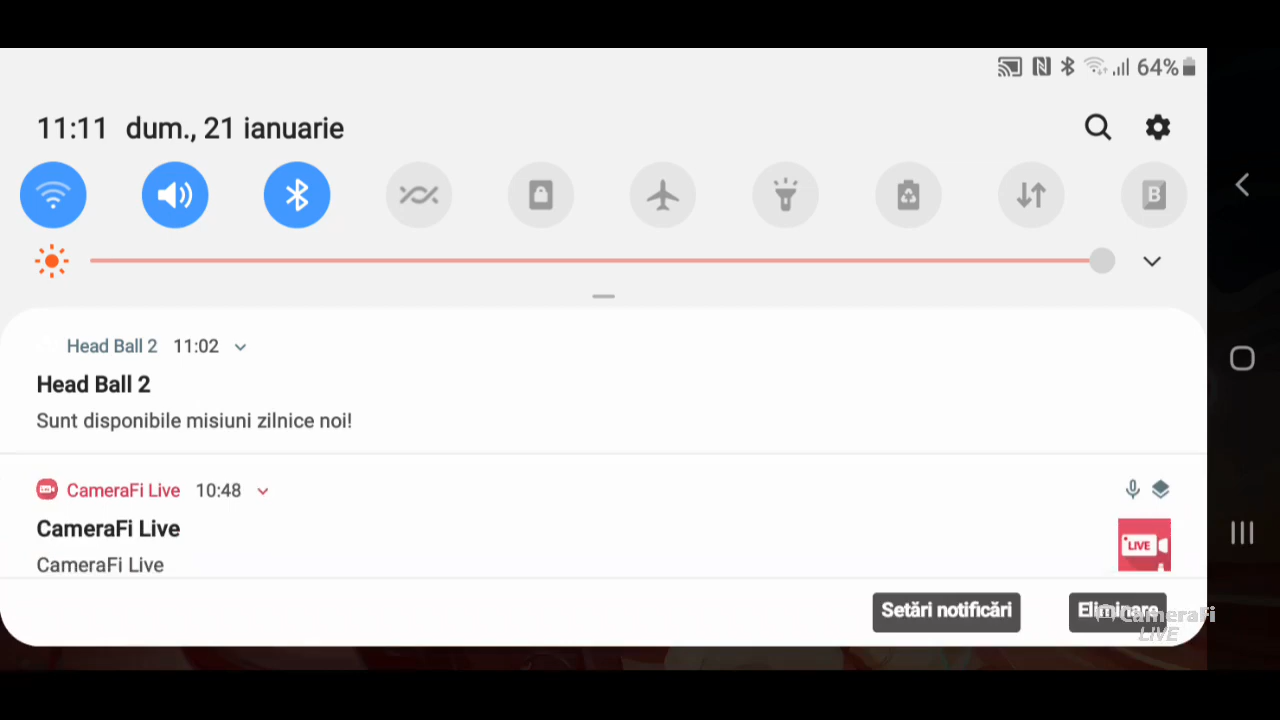 64%
11:11 dum., 21 ianuarie
B
Head Ball 2 11:02
Head Ball 2
Sunt disponibile misiuni zilnice noi!
CameraFi Live 10:48
CameraFi Live
LIVE
CameraFi Live
Setări notificări
Eliminare
CameraFi
LIVE